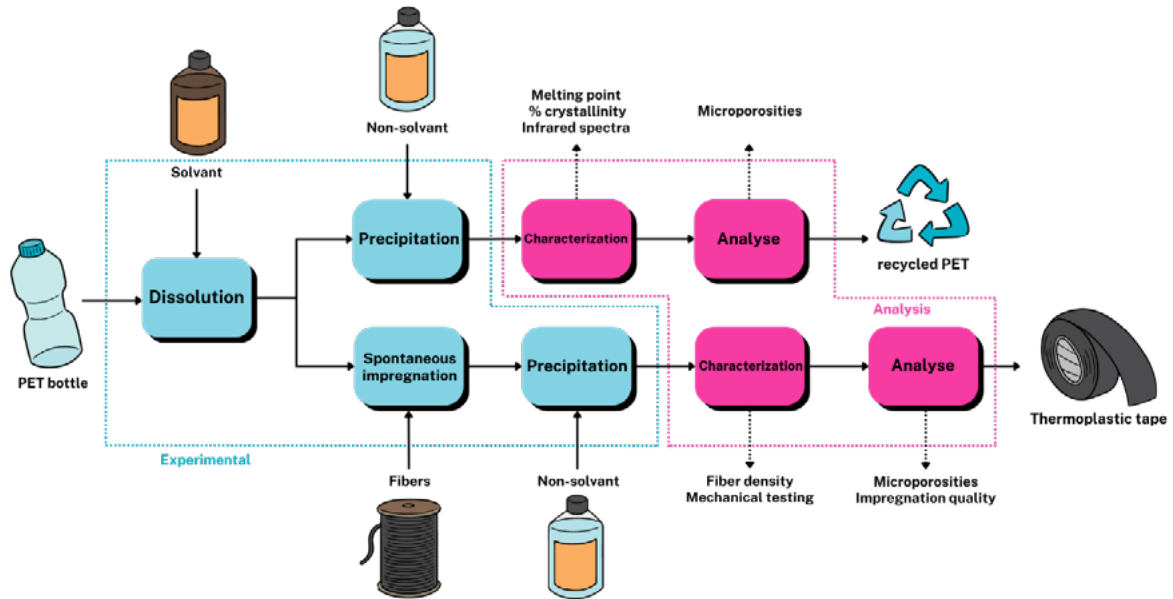 Non-solvant
Solvant
Melting point
% crystallinity
Infrared spectra
Microporosities
Precipitation
Characterization
Analyse
recycled PET
Dissolution
PET bottle
Analysis
Spontaneous
impregnation
Precipitation
Characterization
Analyse
Thermoplastic tape
Experimental
Fibers
Non-solvant
Fiber density
Mechanical testing
Microporosities
Impregnation quality